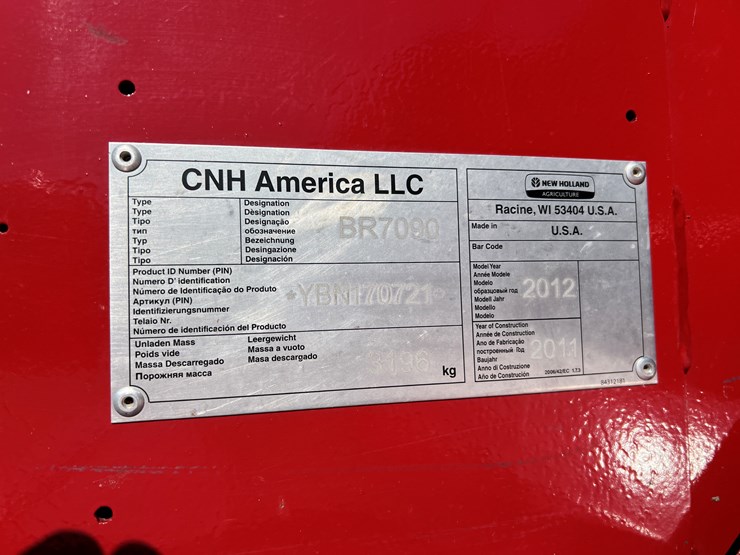 CNH America LLC
Type Designation
Type Désignation
Tipo Designação
тип обозначение
Typ Bezeichnung
Tipo Desingazione
Tipo Designación
BR7090
Product ID Number (PIN)
Numero D' identification
Número de Identificação do Produto
Артикул (PIN)
Identifizierungsnummer
Telaio Nr.
Número de identificación del Producto
*YBN170721*
Unladen Mass Leergewicht
Poids vide Massa a vuoto
Massa Descarregado Masa descargado
Порожняя масса
kg
NEW HOLLAND
AGRICULTURE
Racine, WI 53404 U.S.A.
Made in U.S.A.
Bar Code
Model Year
Année Modele
Modelo
образцовый год
Modell Jahr
Modello
Modelo
2012
Year of Construction
Année de Construction
Ano de Fabricação
построенный Год
Baujahr
Anno di Costruzione
Año de Construción
2011
2006/42/EC 1.7.3
84312181